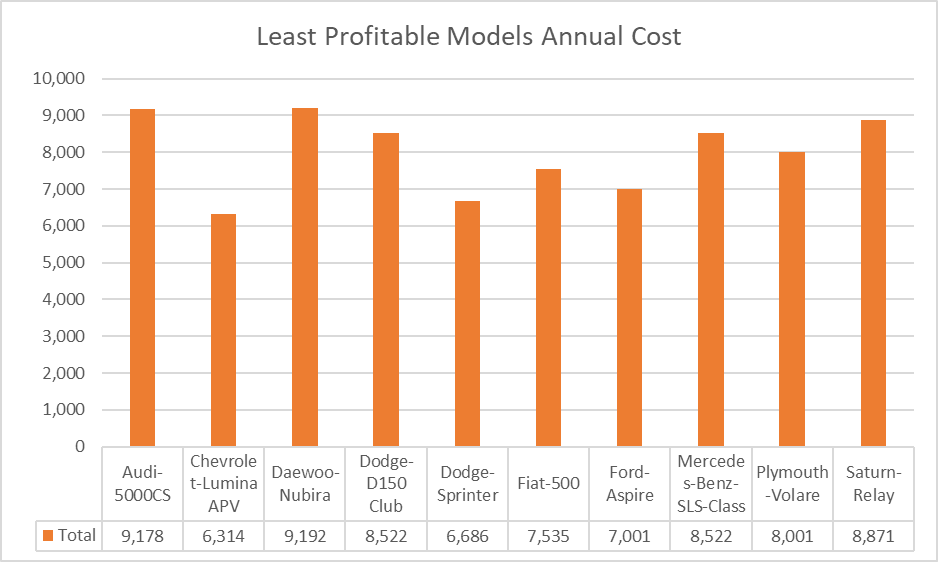 Least Profitable Models Annual Cost
10,000
9,000
8,000
7,000
6,000
5,000
4,000
3,000
2,000
1,000
0
Audi-
5000CS
Chevrole
t-Lumina
APV
Daewoo-
Nubira
Dodge-
D150
Club
Dodge-
Sprinter
Fiat-500
Ford-
Aspire
Mercede
s-Benz-
SLS-Class
Plymouth
-Volare
Saturn-
Relay
Total 9,178 6,314 9,192 8,522 6,686 7,535 7,001 8,522 8,001 8,871